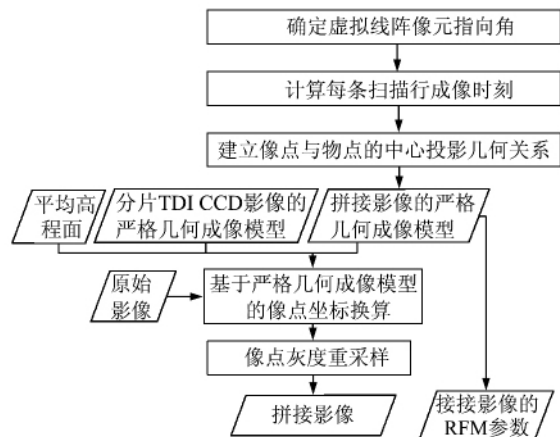 确定虚拟线阵像元指向角
计算每条扫描行成像时刻
建立像点与物点的中心投影几何关系
平均高
程面
分片TDI CCD影像的
严格几何成像模型
拼接影像的严格
几何成像模型
原始
影像
基于严格几何成像模型
的像点坐标换算
像点灰度重采样
拼接影像
接接影像的
RFM参数